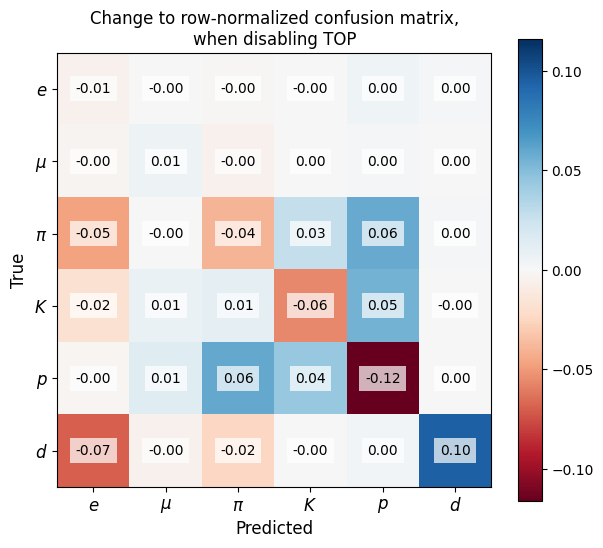 Change to row-normalized confusion matrix,
when disabling TOP
e -0.01 -0.00 -0.00 -0.00 0.00 0.00
μ -0.00 0.01 -0.00 0.00 0.00 0.00
π -0.05 -0.00 -0.04 0.03 0.06 0.00
K -0.02 0.01 0.01 -0.06 0.05 -0.00
p -0.00 0.01 0.06 0.04 -0.12 0.00
d -0.07 -0.00 -0.02 -0.00 0.00 0.10
e μ π K p d
Predicted
True
0.10
0.05
0.00
−0.05
−0.10